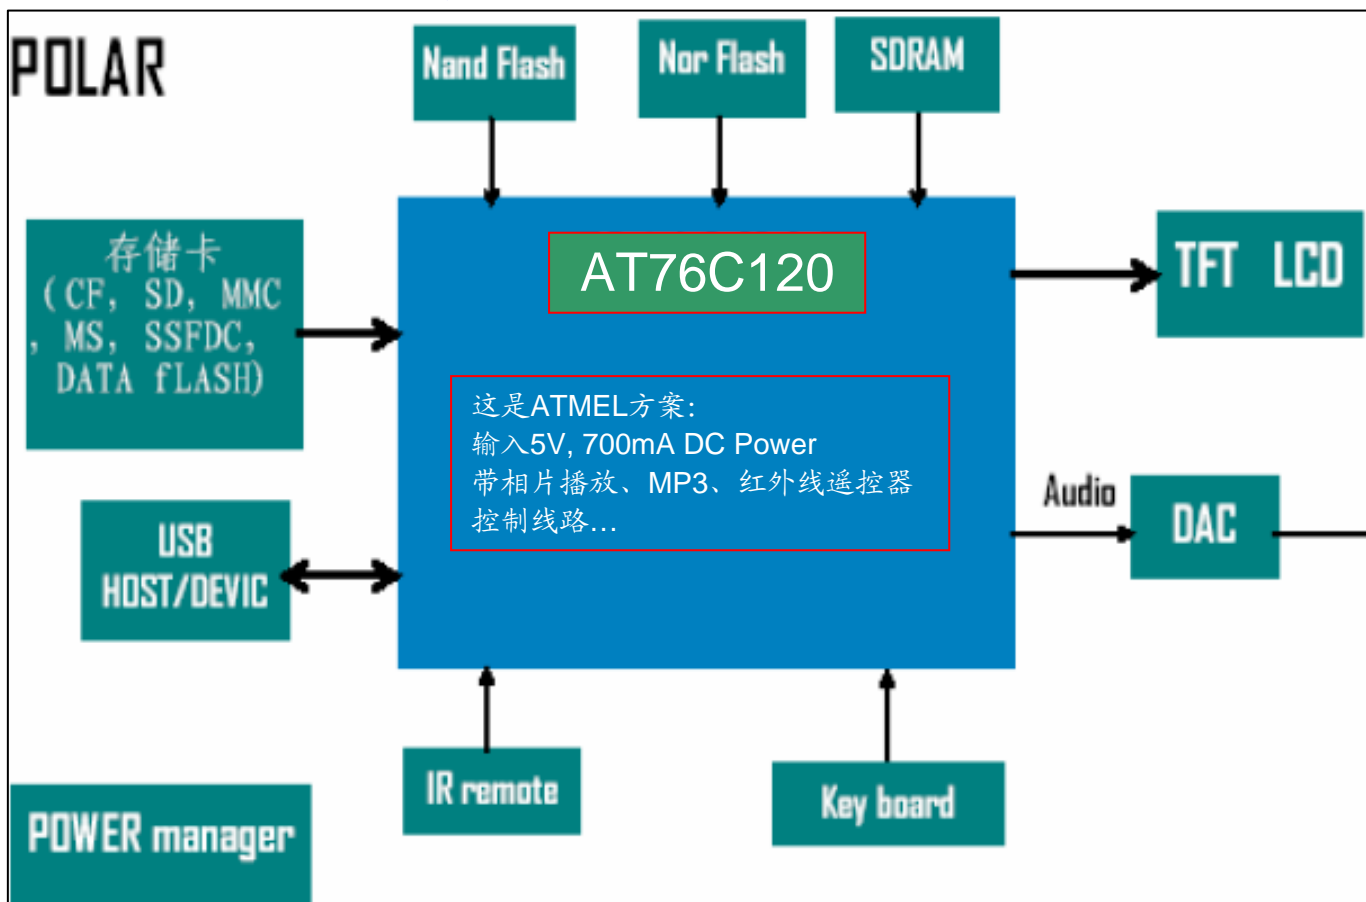 POLAR
Nand Flash
Nor Flash
SDRAM
存储卡
(CF, SD, MMC
, MS, SSFDC,
DATA fLASH)
AT76C120
TFT LCD
这是ATMEL方案:
输入5V, 700mA DC Power
带相片播放、MP3、红外线遥控器
控制线路…
Audio
DAC
USB
HOST/DEVIC
IR remote
Key board
POWER manager